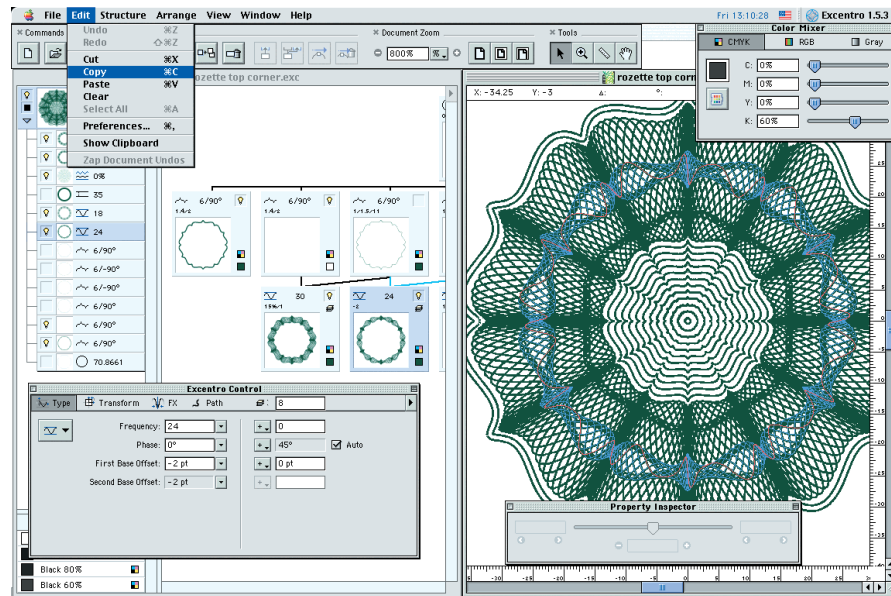 File Edit Structure Arrange View Window Help
Fri 13:10:28 Excentro 1.5.3
Commands
Document Zoom
Tools
800% %
Undo ⌘Z
Redo ⇧⌘Z
Cut ⌘X
Copy ⌘C
Paste ⌘V
Clear
Select All ⌘A
Preferences... ⌘,
Show Clipboard
Zap Document Undos
rozette top corner.exc
rozette top corn
X: -34.25 Y: -3 ∆: °:
Color Mixer
CMYK RGB Gray
C: 0%
M: 0%
Y: 0%
K: 60%
0%
35
18
24
6/90°
6/-90°
6/-90°
6/90°
6/90°
6/90°
70.8661
6/90°
1.4/2
6/90°
1.4/2
6/90°
1/1.5/11
30
15%/1
24
-2
Excentro Control
Type Transform FX Path : 8
Frequency: 24 + 0
Phase: 0° + 45° Auto
First Base Offset: -2 pt + 0 pt
Second Base Offset: -2 pt +
Black 80%
Black 60%
Property Inspector